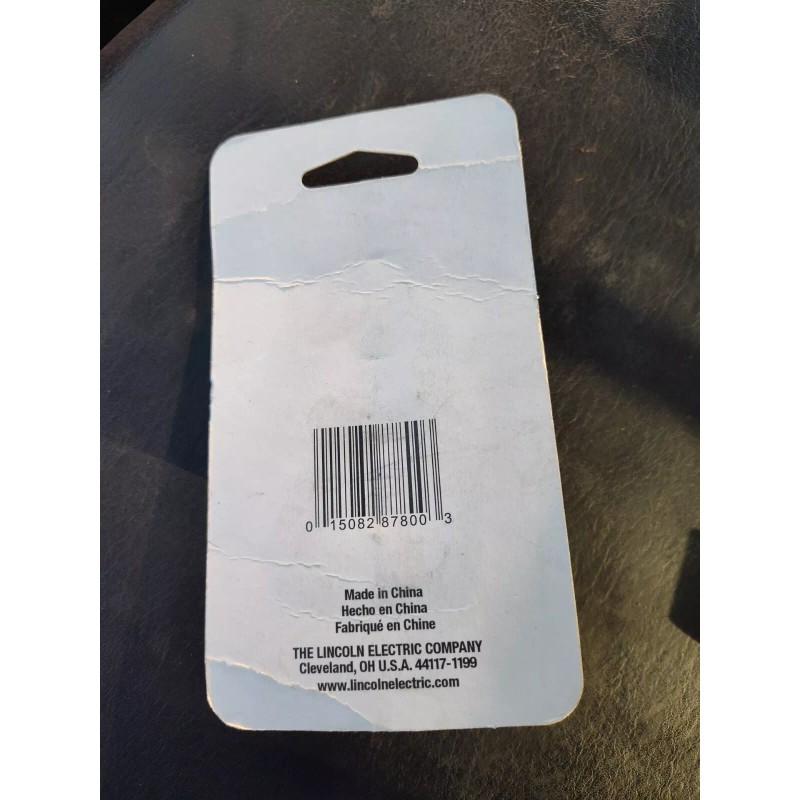 0 15082 87800 3
Made in China
Hecho en China
Fabriqué en Chine
THE LINCOLN ELECTRIC COMPANY
Cleveland, OH U.S.A. 44117-1199
www.lincolnelectric.com